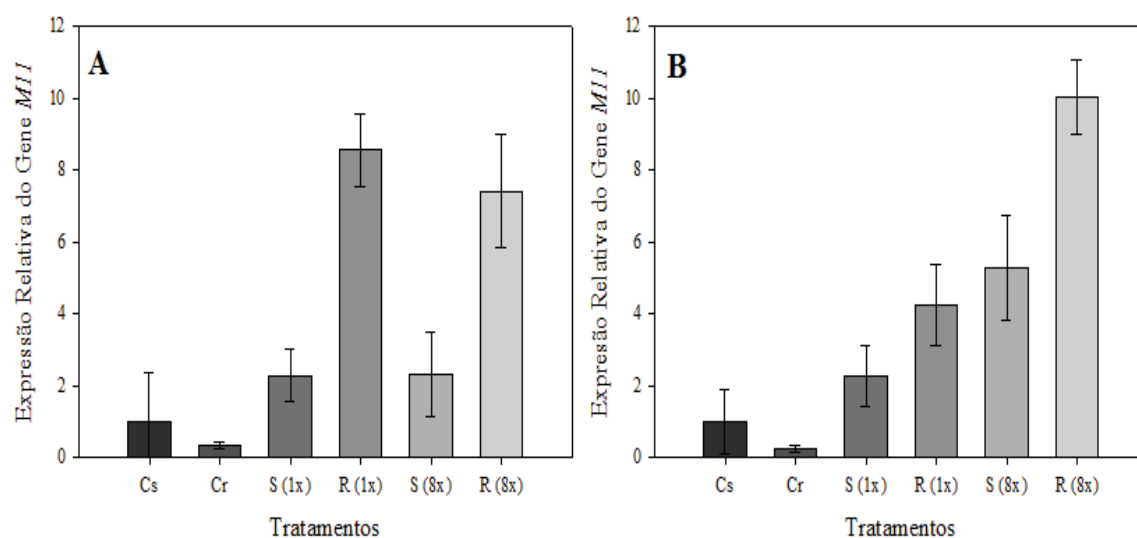 A
Expressão Relativa do Gene M11
12
10
8
6
4
2
0
Cs Cr S (1x) R (1x) S (8x) R (8x)
Tratamentos
B
Expresão Relativa do Gene M11
12
10
8
6
4
2
0
Cs Cr S (1x) R (1x) S (8x) R (8x)
Tratamentos